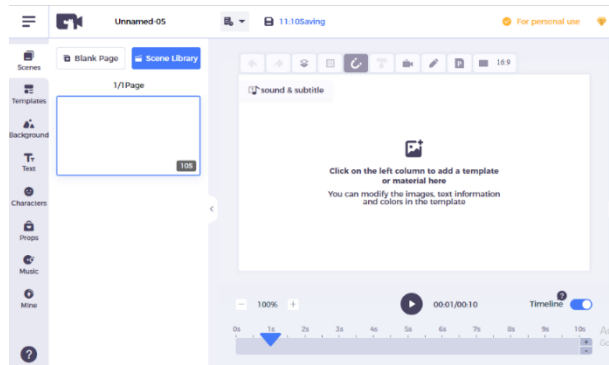 Unnamed-05
11:10Saving
For personal use
Scenes
Blank Page
Scene Library
1/1Page
10S
Templates
Background
Text
Characters
Props
Music
Mine
16:9
sound & subtitle
Click on the left column to add a template
or material here
You can modify the images, text information
and colors in the template
100%
00:01/00:10
Timeline
0s 1s 2s 3s 4s 5s 6s 7s 8s 9s 10s